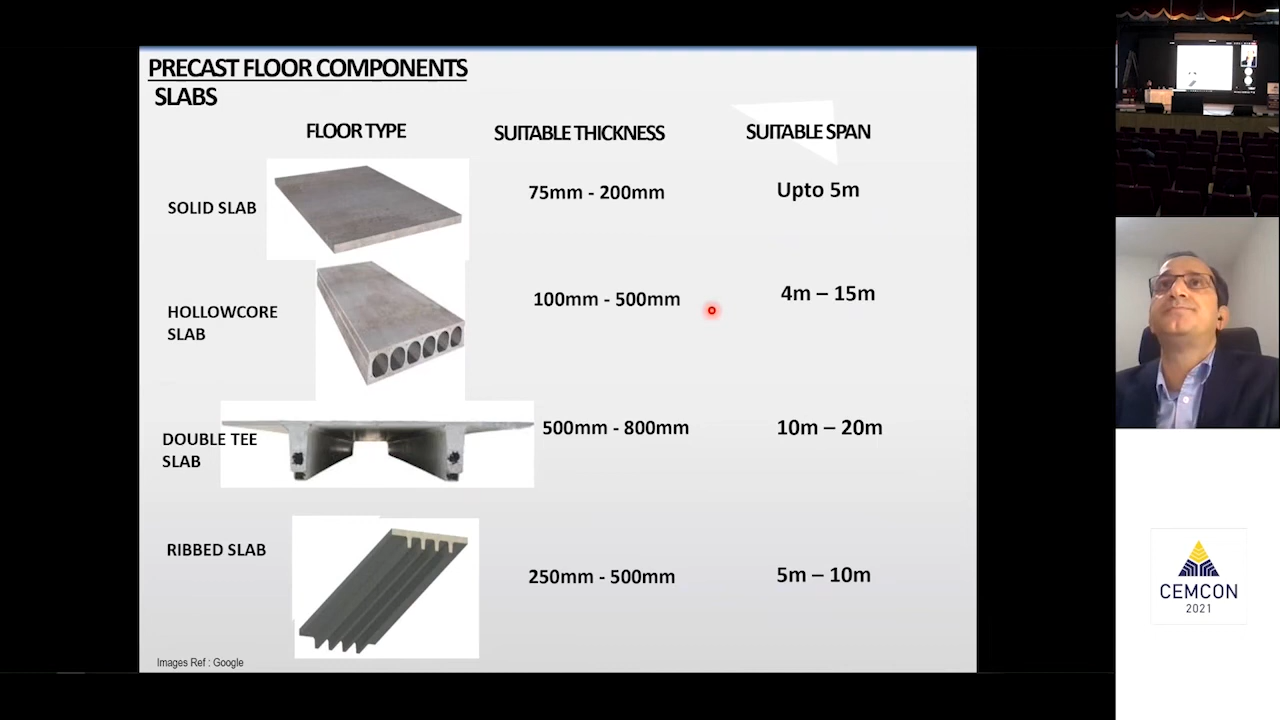 PRECAST FLOOR COMPONENTS
SLABS
FLOOR TYPE
SUITABLE THICKNESS
SUITABLE SPAN
SOLID SLAB
75mm - 200mm
Upto 5m
HOLLOWCORE
SLAB
100mm - 500mm
4m – 15m
DOUBLE TEE
SLAB
500mm - 800mm
10m – 20m
RIBBED SLAB
250mm - 500mm
5m – 10m
Images Ref : Google
CEMCON
2021